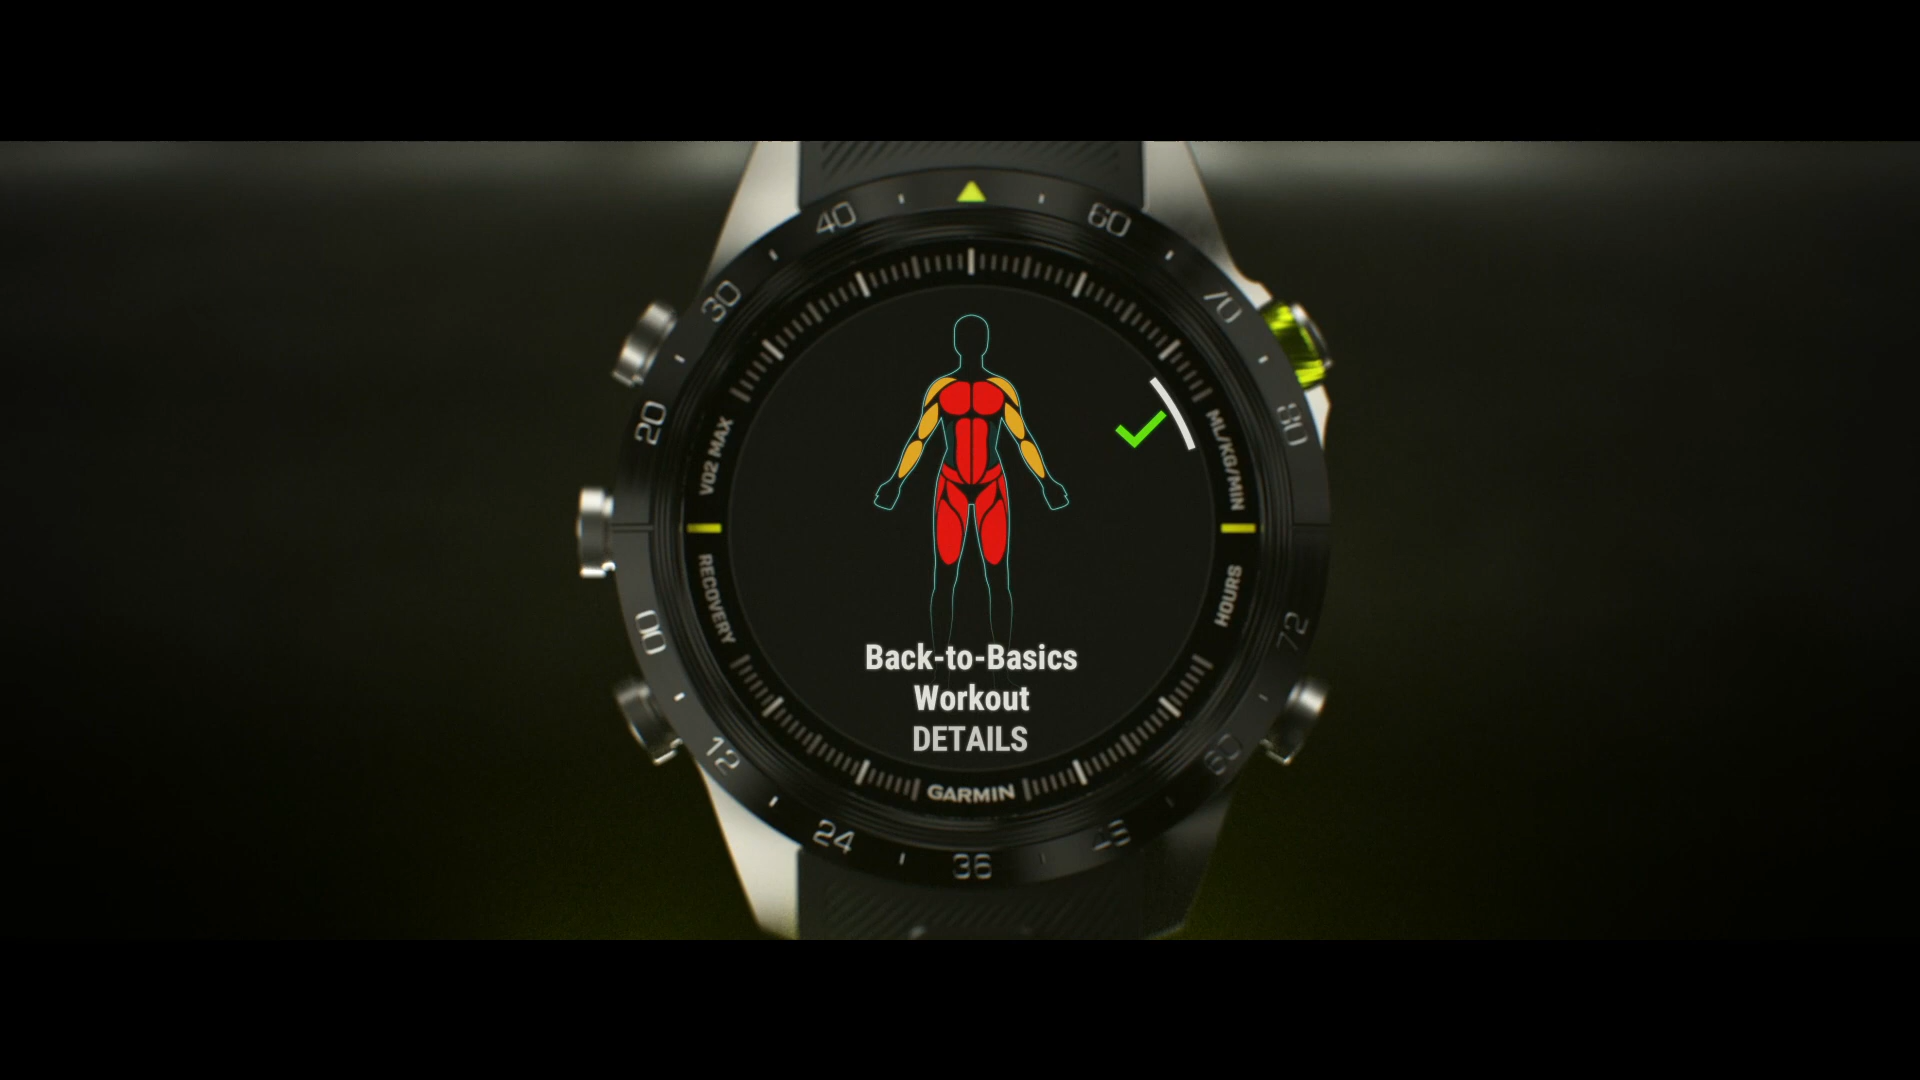 40
60
30
70
20
80
VO2 MAX
ML/KG/MIN
RECOVERY
HOURS
00
72
Back-to-Basics
Workout
DETAILS
12
60
GARMIN
24
48
36